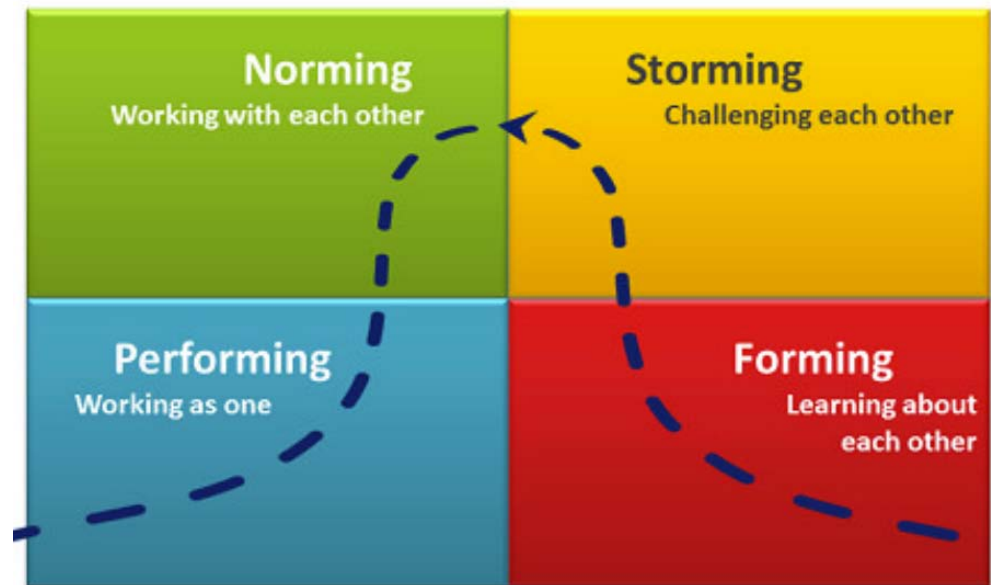 Norming
Working with each other
Storming
Challenging each other
Performing
Working as one
Forming
Learning about
each other